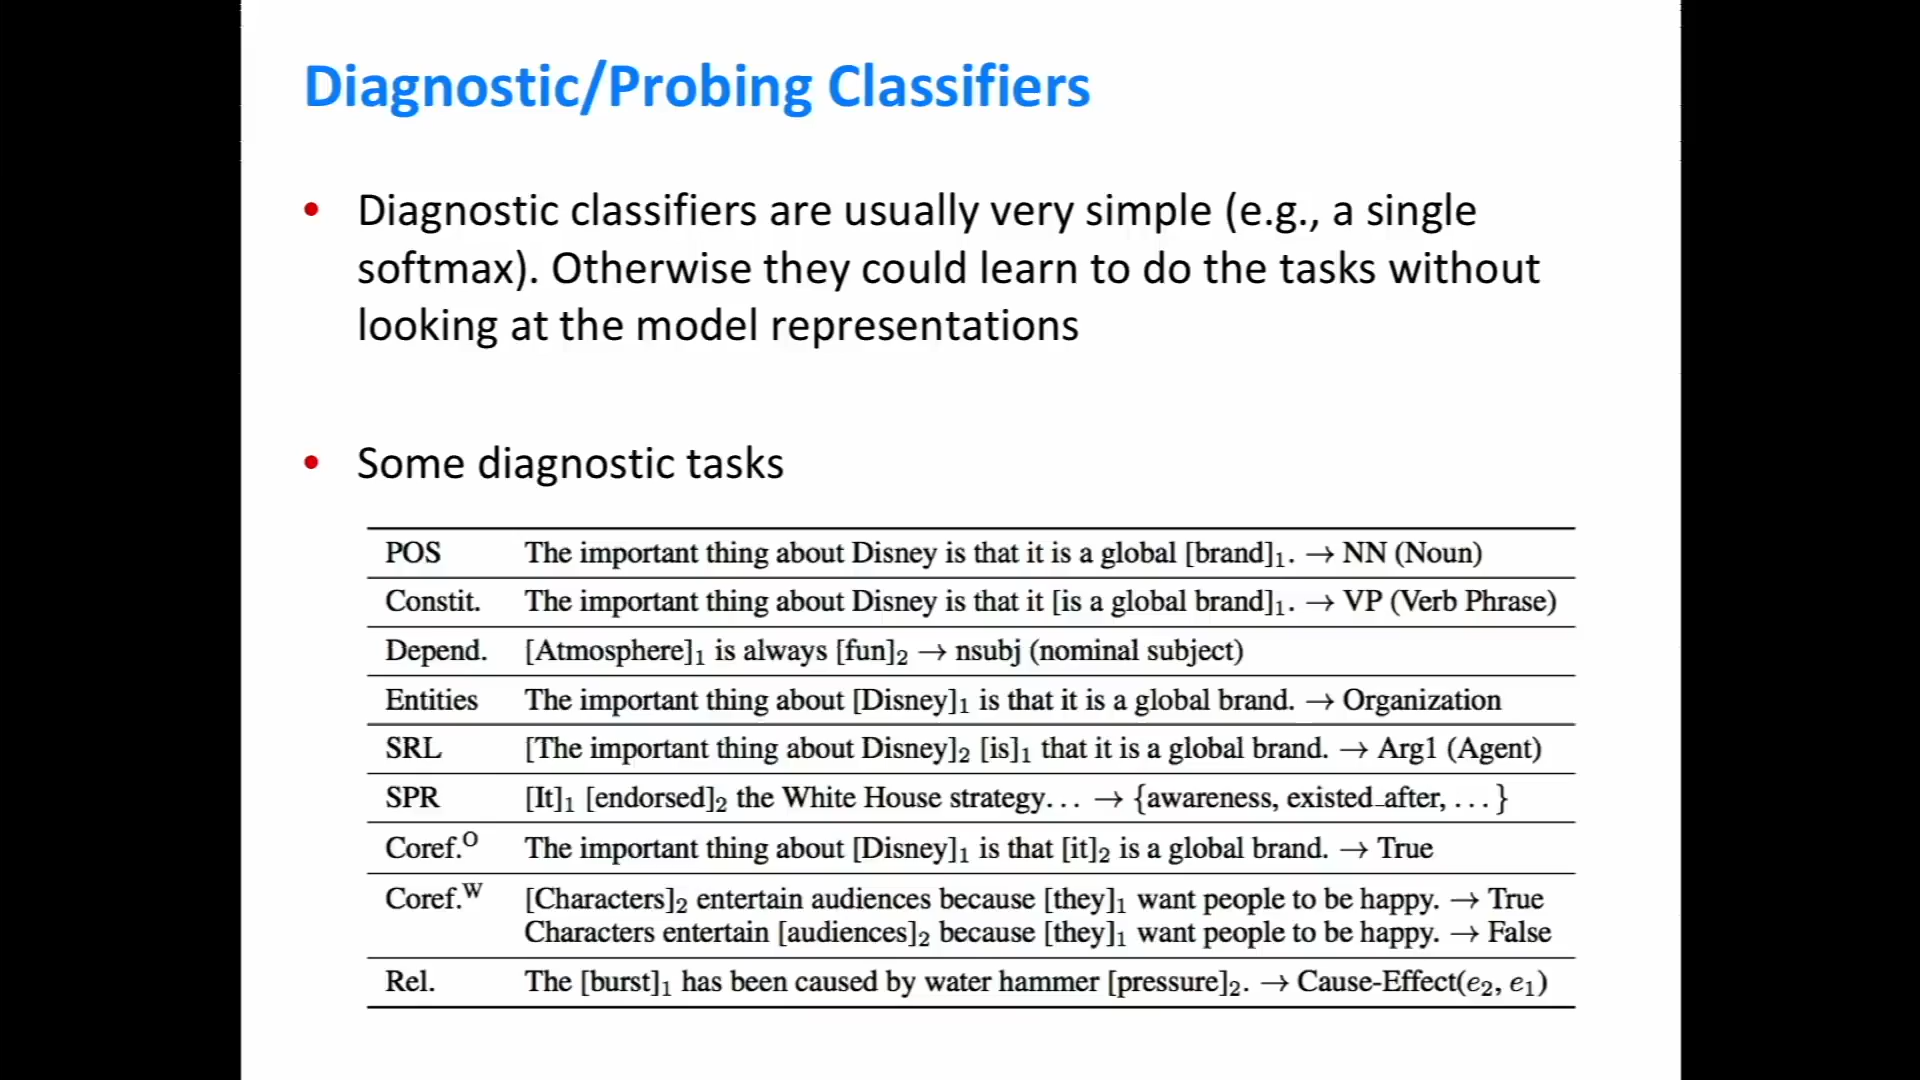 Diagnostic/Probing Classifiers
• Diagnostic classifiers are usually very simple (e.g., a single
softmax). Otherwise they could learn to do the tasks without
looking at the model representations
• Some diagnostic tasks
POS The important thing about Disney is that it is a global [brand]₁. → NN (Noun)
Constit. The important thing about Disney is that it [is a global brand]₁. → VP (Verb Phrase)
Depend. [Atmosphere]₁ is always [fun]₂ → nsubj (nominal subject)
Entities The important thing about [Disney]₁ is that it is a global brand. → Organization
SRL [The important thing about Disney]₂ [is]₁ that it is a global brand. → Arg1 (Agent)
SPR [It]₁ [endorsed]₂ the White House strategy... → {awareness, existed_after, ...}
Coref.ᴼ The important thing about [Disney]₁ is that [it]₂ is a global brand. → True
Coref.ᵂ [Characters]₂ entertain audiences because [they]₁ want people to be happy. → True
Characters entertain [audiences]₂ because [they]₁ want people to be happy. → False
Rel. The [burst]₁ has been caused by water hammer [pressure]₂. → Cause-Effect(e₂, e₁)